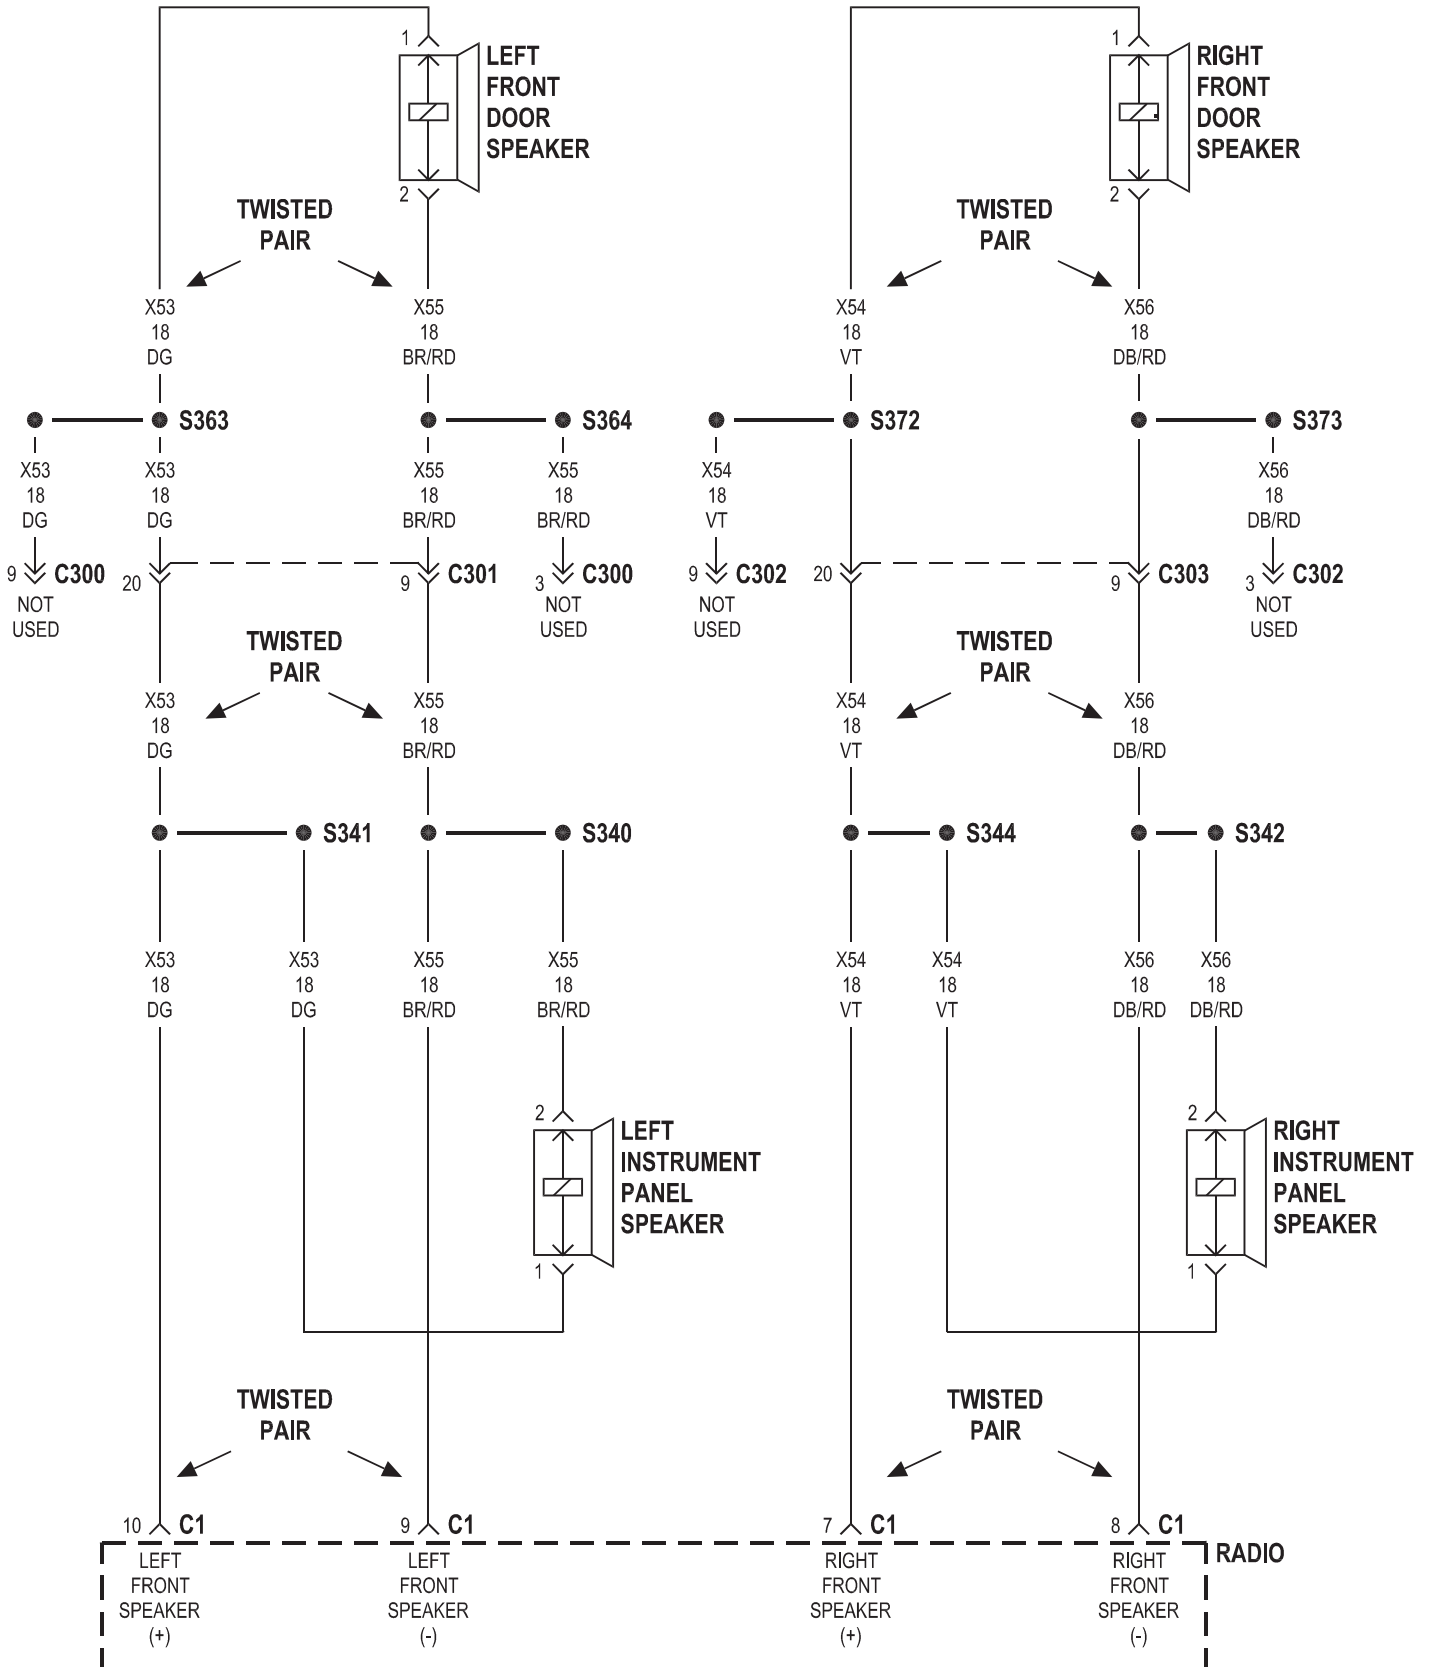 1
LEFT
FRONT
DOOR
SPEAKER
2
1
RIGHT
FRONT
DOOR
SPEAKER
2
TWISTED
PAIR
TWISTED
PAIR
X53
18
DG
X55
18
BR/RD
X54
18
VT
X56
18
DB/RD
S363
S364
S372
S373
X53
18
DG
X53
18
DG
X55
18
BR/RD
X55
18
BR/RD
X54
18
VT
X56
18
DB/RD
9 C300
NOT
USED
20
9 C301
3 C300
NOT
USED
9 C302
NOT
USED
20
9 C303
3 C302
NOT
USED
TWISTED
PAIR
TWISTED
PAIR
X53
18
DG
X55
18
BR/RD
X54
18
VT
X56
18
DB/RD
S341
S340
S344
S342
X53
18
DG
X53
18
DG
X55
18
BR/RD
X55
18
BR/RD
X54
18
VT
X54
18
VT
X56
18
DB/RD
X56
18
DB/RD
2
LEFT
INSTRUMENT
PANEL
SPEAKER
1
2
RIGHT
INSTRUMENT
PANEL
SPEAKER
1
TWISTED
PAIR
TWISTED
PAIR
10 C1
9 C1
7 C1
8 C1
RADIO
LEFT
FRONT
SPEAKER
(+)
LEFT
FRONT
SPEAKER
(-)
RIGHT
FRONT
SPEAKER
(+)
RIGHT
FRONT
SPEAKER
(-)